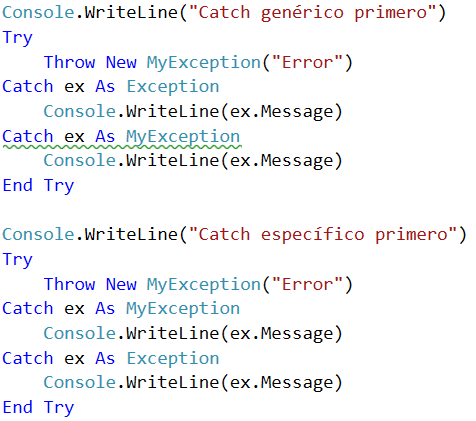 Console.WriteLine("Catch genérico primero")
Try
    Throw New MyException("Error")
Catch ex As Exception
    Console.WriteLine(ex.Message)
Catch ex As MyException
    Console.WriteLine(ex.Message)
End Try

Console.WriteLine("Catch específico primero")
Try
    Throw New MyException("Error")
Catch ex As MyException
    Console.WriteLine(ex.Message)
Catch ex As Exception
    Console.WriteLine(ex.Message)
End Try